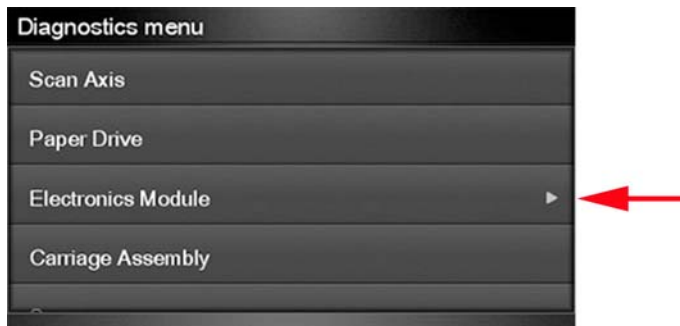 Diagnostics menu
Scan Axis
Paper Drive
Electronics Module
Carriage Assembly